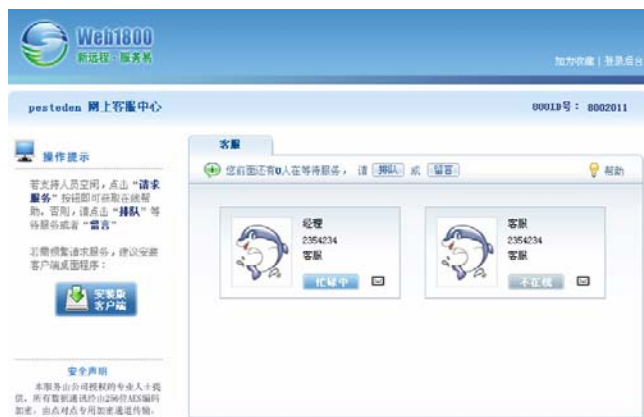 Web1800
新远程·服务易
加为收藏 | 登录后台
pesteden 网上客服中心
800ID号: 8002011
操作提示
若支持人员空闲,点击“请求
服务”按钮即可获取在线帮
助。否则,请点击“排队”等
待服务或者“留言”
若需频繁请求服务,建议安装
客户端桌面程序:
安装版
客户端
安全声明
本服务由公司授权的专业人士提
供。所有数据通讯经由256位AES编码
加密,由点对点专用加密通道传输。
客服
您前面还有0人在等待服务, 请 排队 或 留言
帮助
经理
2354234
客服
忙碌中
客服
2354234
客服
不在线